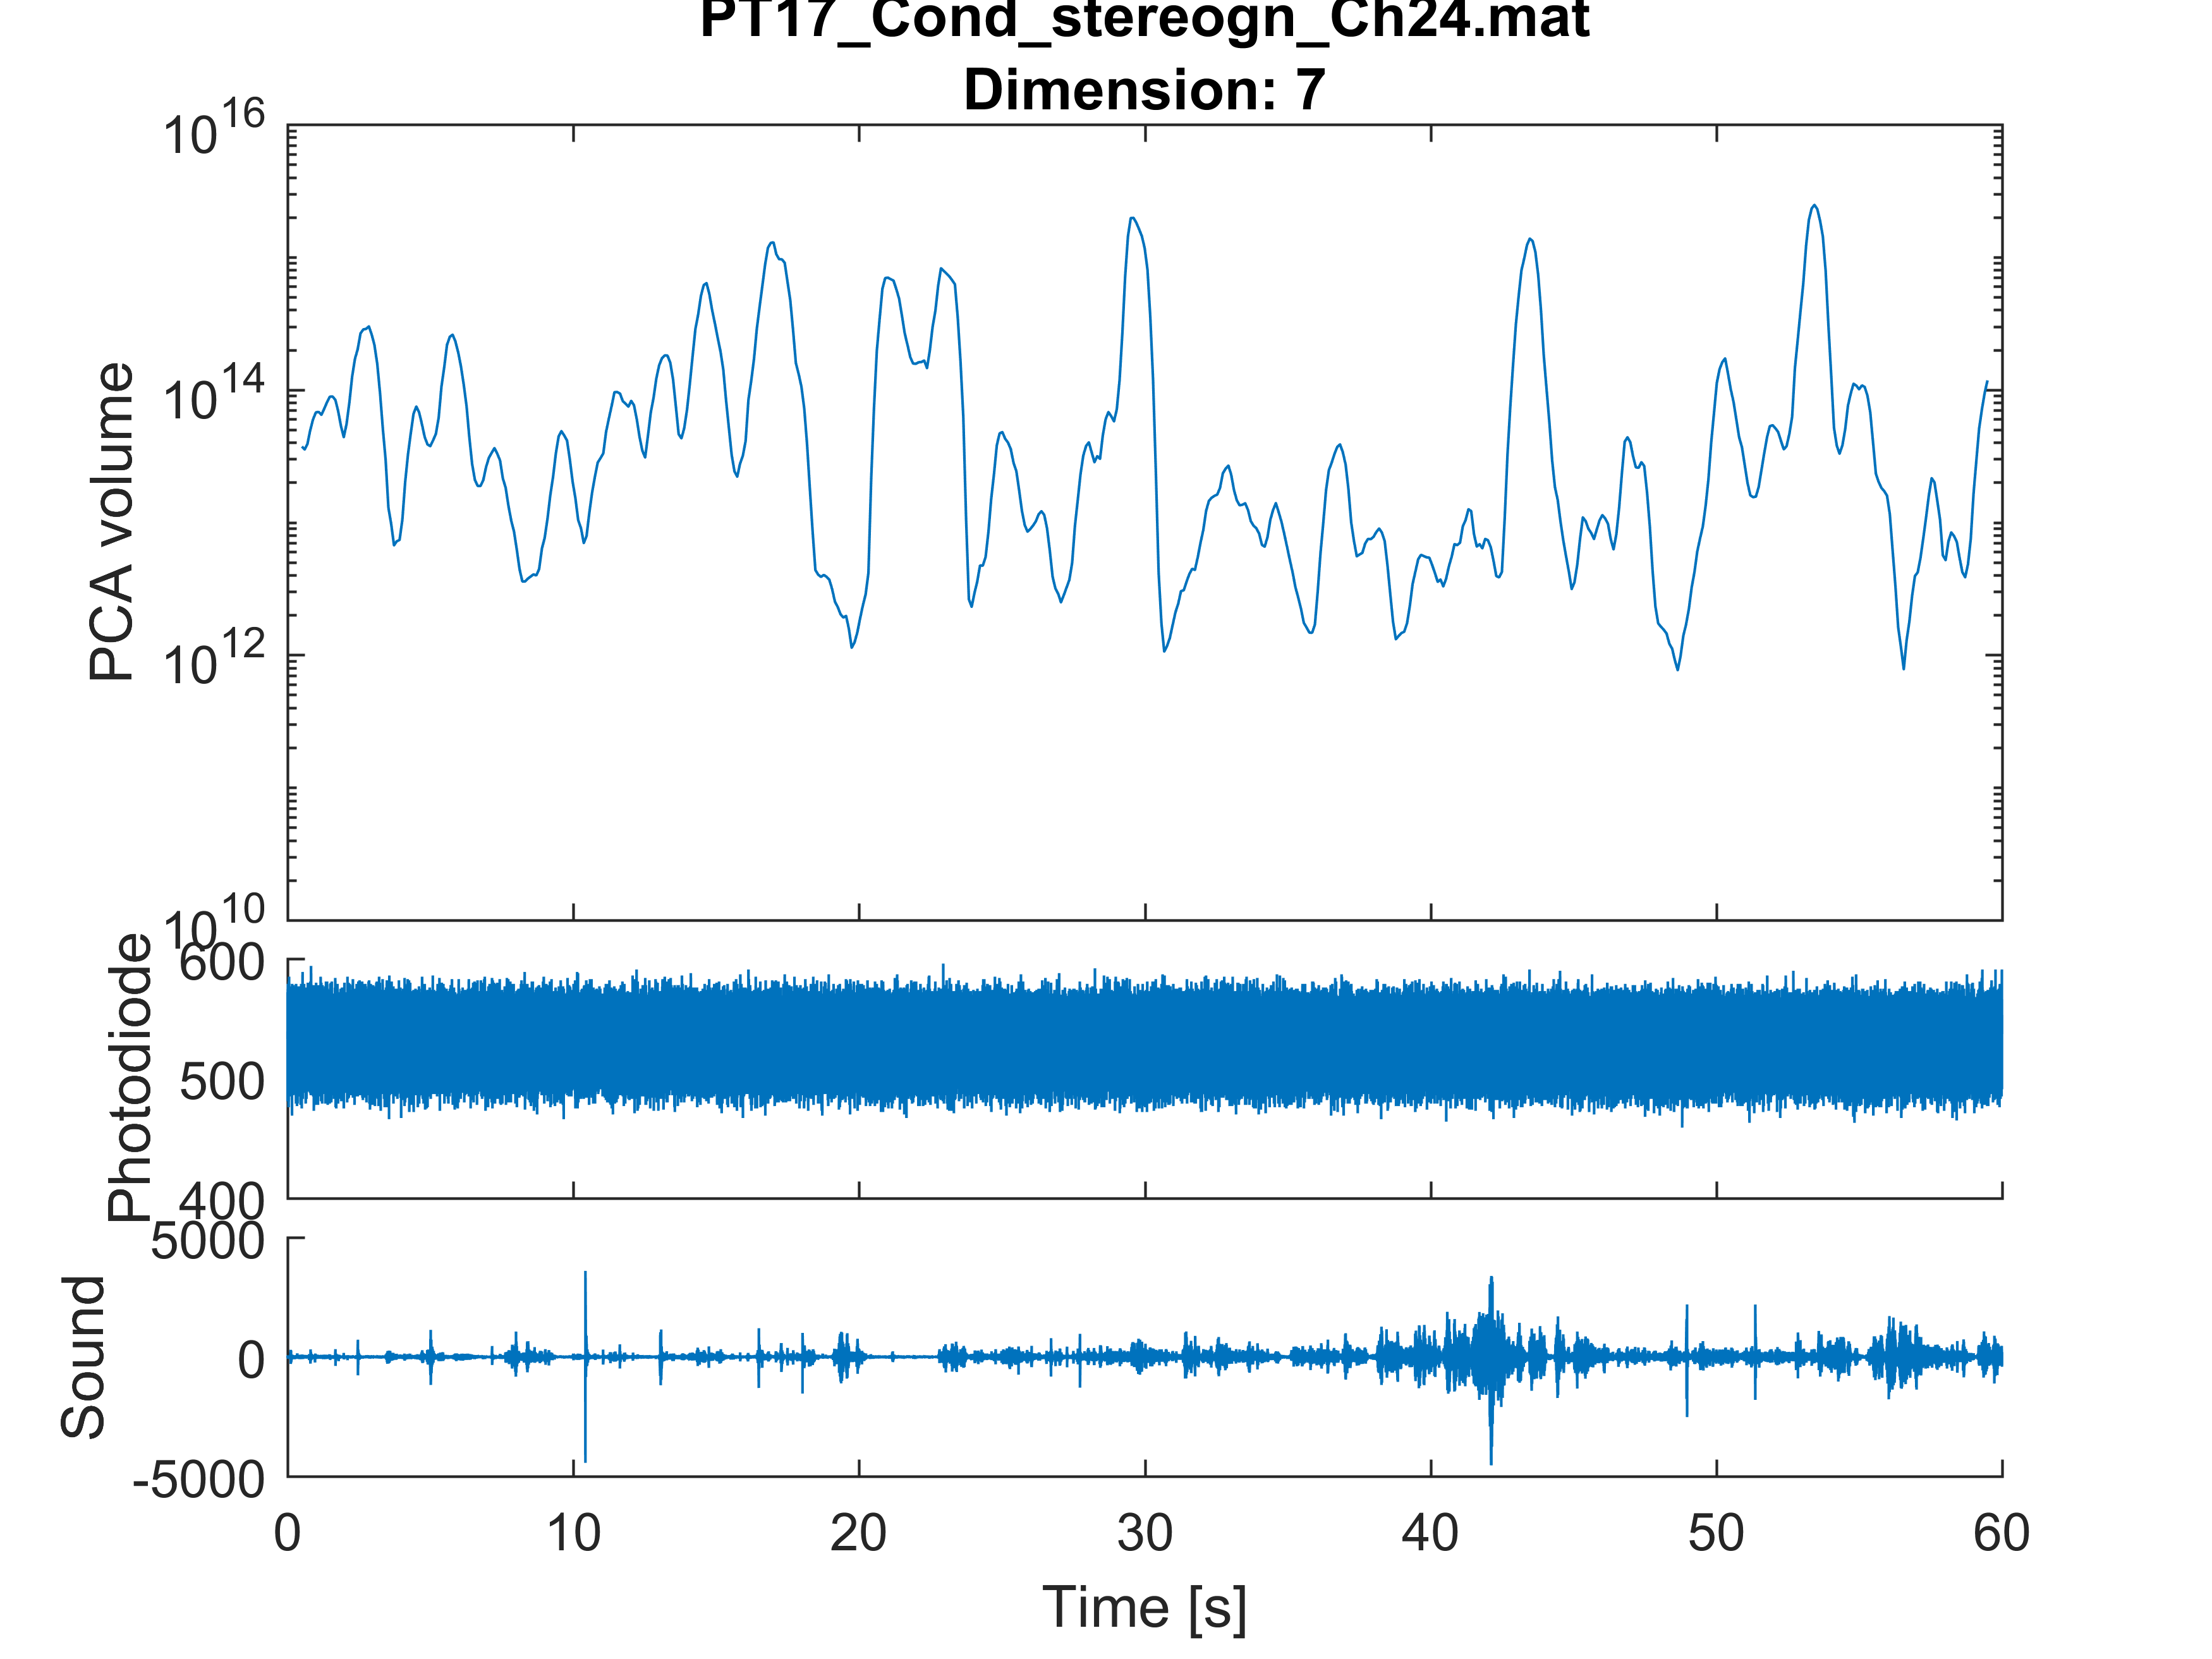 PT17_Cond_stereogn_Ch24.mat
Dimension: 7
10^16
10^14
10^12
10^10
PCA volume
600
500
400
Photodiode
5000
0
-5000
Sound
0 10 20 30 40 50 60
Time [s]